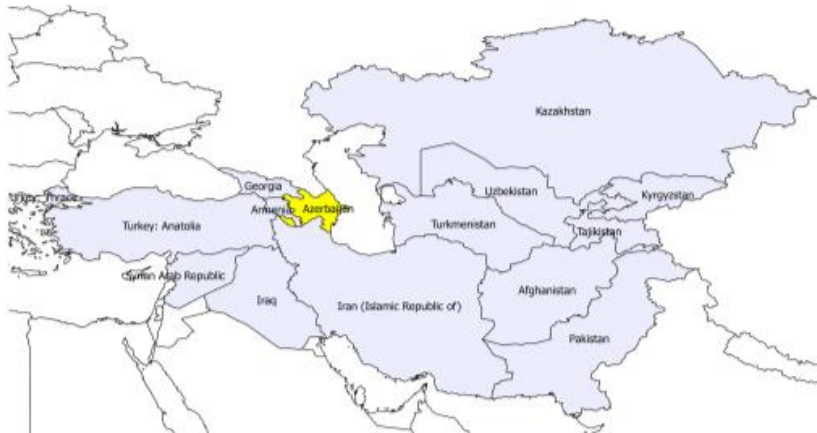 Kazakhstan
Georgia
Uzbekistan
Kyrgyzstan
Armenia
Azerbaijan
Turkey: Anatolia
Turkmenistan
Tajikistan
Syrian Arab Republic
Afghanistan
Iraq
Iran (Islamic Republic of)
Pakistan